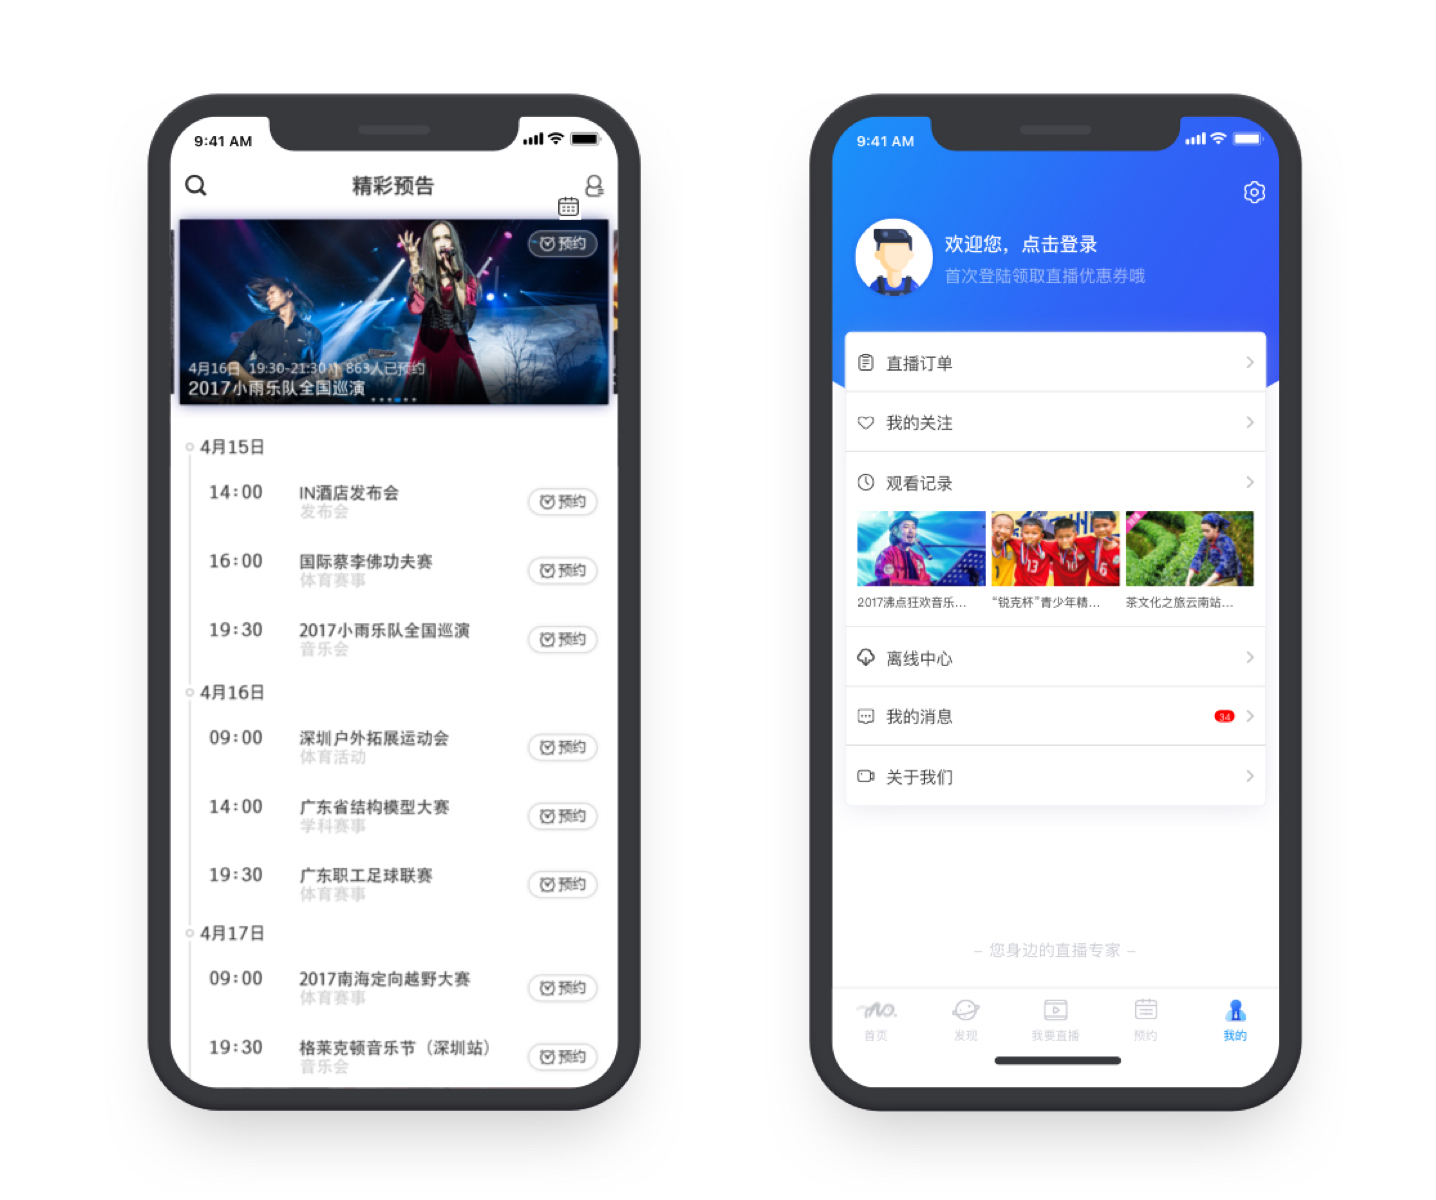 9:41 AM
精彩预告
预约
4月16日 19:30-21:30 | 863人已预约
2017小雨乐队全国巡演
4月15日
14:00 IN酒店发布会 预约
发布会
16:00 国际蔡李佛功夫赛 预约
体育赛事
19:30 2017小雨乐队全国巡演 预约
音乐会
4月16日
09:00 深圳户外拓展运动会 预约
体育活动
14:00 广东省结构模型大赛 预约
学科赛事
19:30 广东职工足球联赛 预约
体育赛事
4月17日
09:00 2017南海定向越野大赛 预约
体育赛事
19:30 格莱克顿音乐节（深圳站） 预约
音乐会
9:41 AM
欢迎您，点击登录
首次登陆领取直播优惠券哦
直播订单
我的关注
观看记录
2017沸点狂欢音乐...
“锐克杯”青少年精...
茶文化之旅云南站...
离线中心
我的消息 34
关于我们
– 您身边的直播专家 –
首页 发现 我要直播 预约 我的